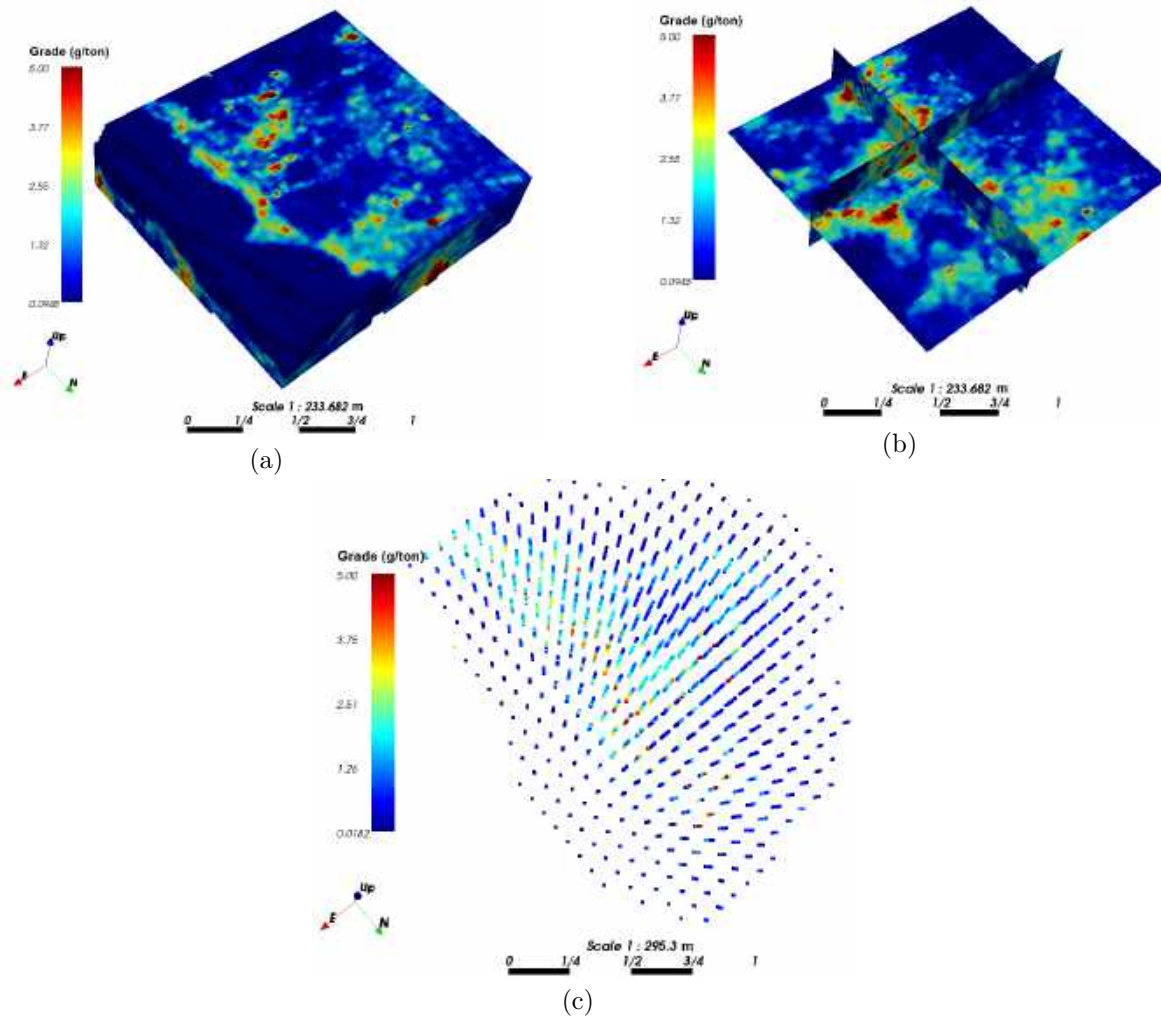 Grade (g/ton)
5.00
3.77
2.55
1.32
0.0948
Up
E
N
Scale 1 : 233.682 m
0 1/4 1/2 3/4 1
(a)
Grade (g/ton)
5.00
3.77
2.55
1.32
0.0948
Up
E
N
Scale 1 : 233.682 m
0 1/4 1/2 3/4 1
(b)
Grade (g/ton)
5.00
3.75
2.51
1.26
0.0182
Up
E
N
Scale 1 : 295.3 m
0 1/4 1/2 3/4 1
(c)